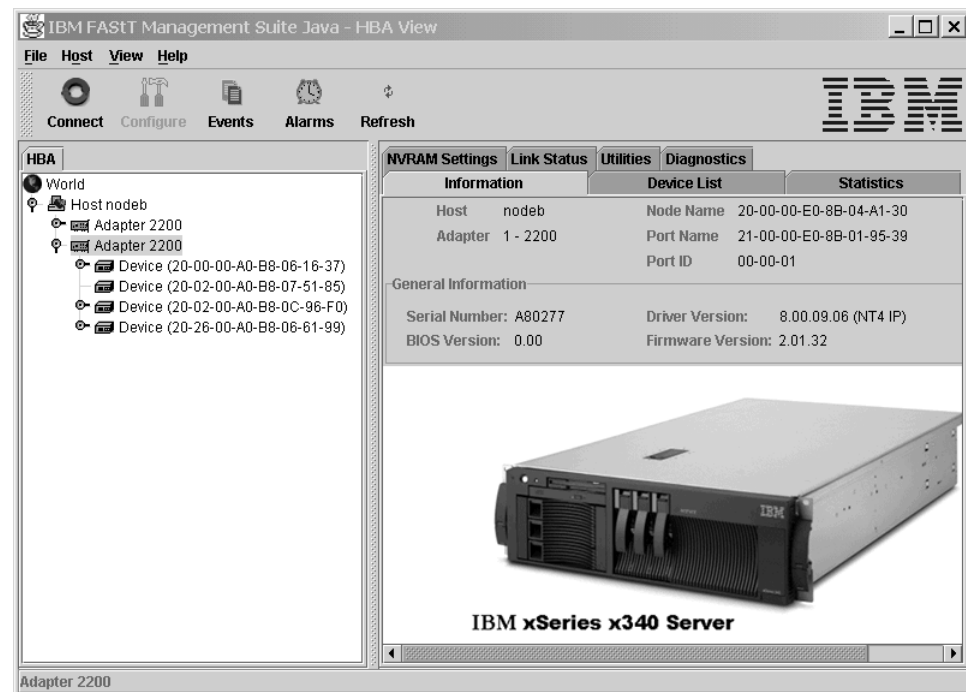 IBM FAStT Management Suite Java - HBA View
File Host View Help
Connect Configure Events Alarms Refresh
IBM
HBA
World
Host nodeb
Adapter 2200
Adapter 2200
Device (20-00-00-A0-B8-06-16-37)
Device (20-02-00-A0-B8-07-51-85)
Device (20-02-00-A0-B8-0C-96-F0)
Device (20-26-00-A0-B8-06-61-99)
NVRAM Settings Link Status Utilities Diagnostics
Information Device List Statistics
Host nodeb Node Name 20-00-00-E0-8B-04-A1-30
Adapter 1 - 2200 Port Name 21-00-00-E0-8B-01-95-39
Port ID 00-00-01
General Information
Serial Number: A80277 Driver Version: 8.00.09.06 (NT4 IP)
BIOS Version: 0.00 Firmware Version: 2.01.32
IBM
IBM xSeries x340 Server
Adapter 2200